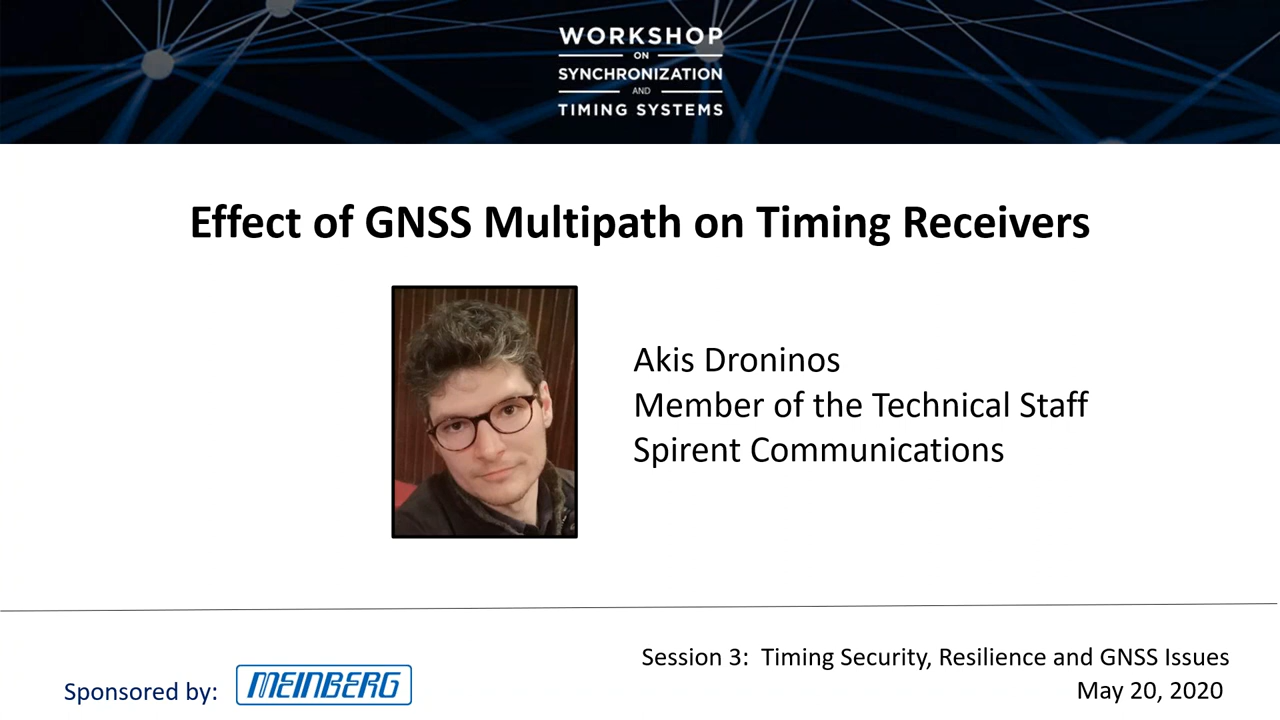 WORKSHOP
ON
SYNCHRONIZATION
AND
TIMING SYSTEMS
Effect of GNSS Multipath on Timing Receivers
Akis Droninos
Member of the Technical Staff
Spirent Communications
Session 3: Timing Security, Resilience and GNSS Issues
Sponsored by: MEINBERG
May 20, 2020